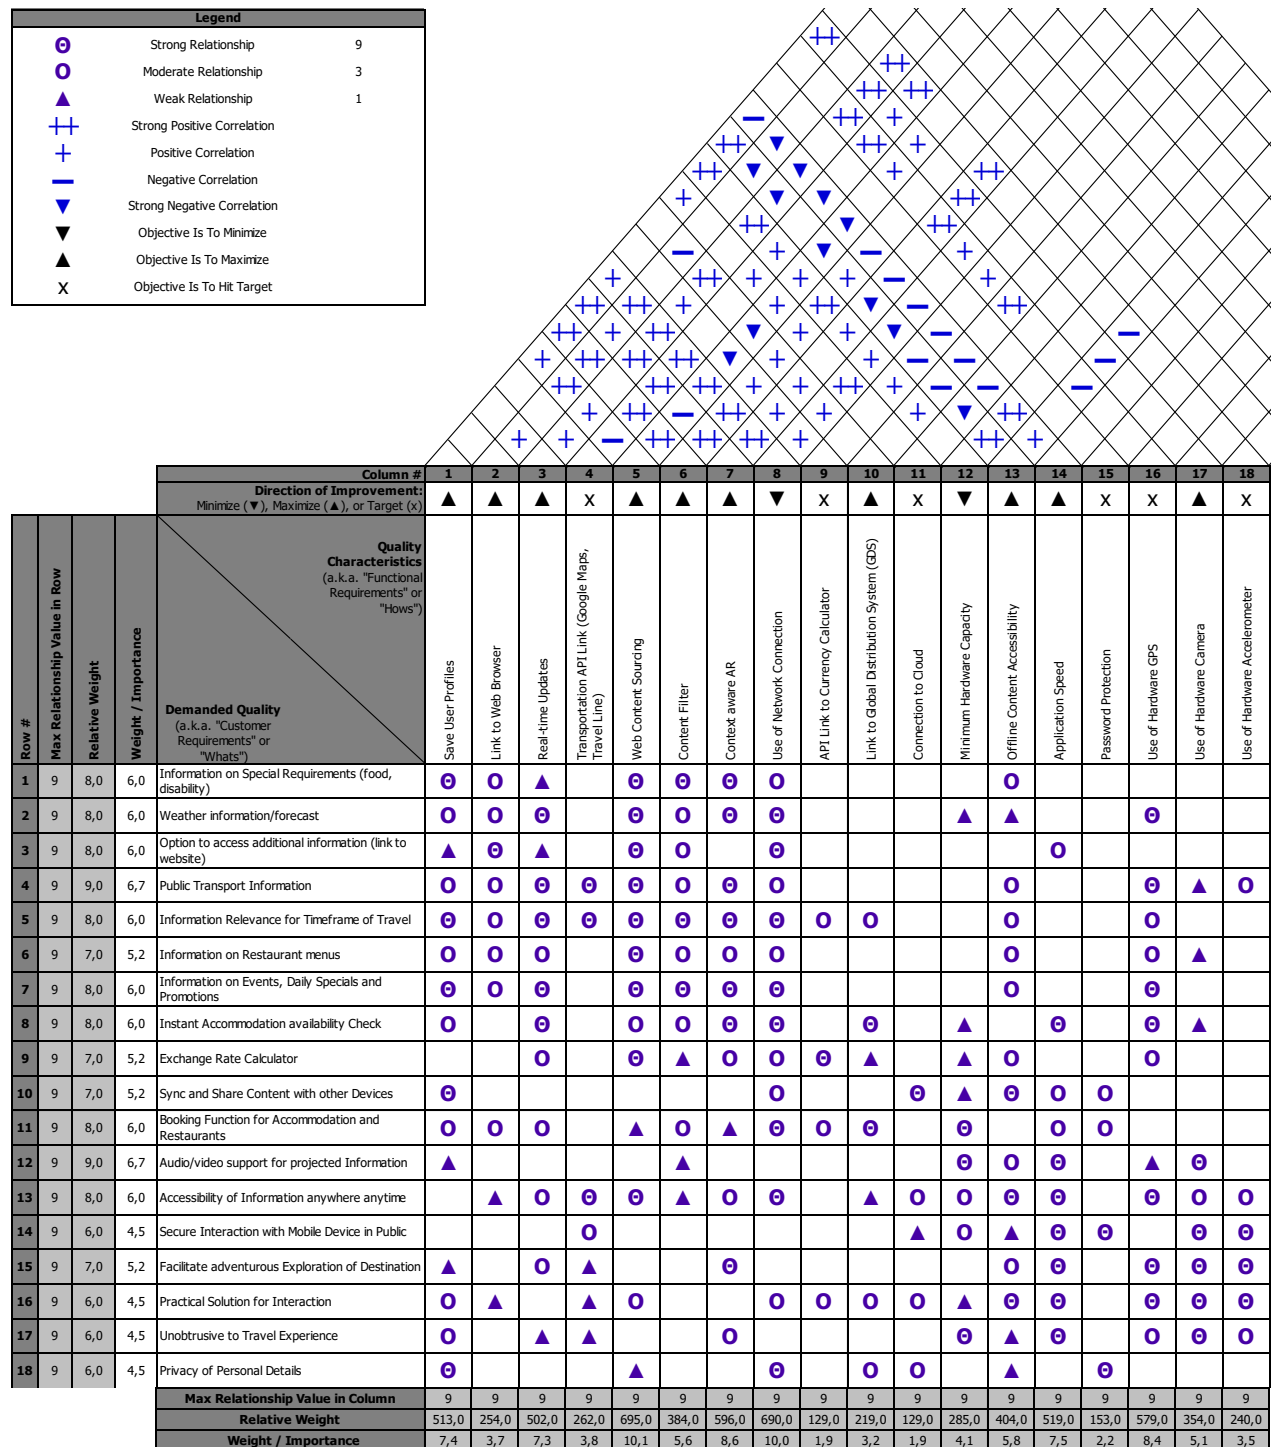 Legend
Θ Strong Relationship 9
Ο Moderate Relationship 3
▲ Weak Relationship 1
┼┼ Strong Positive Correlation
┼ Positive Correlation
▬ Negative Correlation
▼ Strong Negative Correlation
▼ Objective Is To Minimize
▲ Objective Is To Maximize
x Objective Is To Hit Target
Column # 1 2 3 4 5 6 7 8 9 10 11 12 13 14 15 16 17 18
Direction of Improvement:
Minimize (▼), Maximize (▲), or Target (x)
▲ ▲ ▲ x ▲ ▲ ▲ ▼ x ▲ x ▼ ▲ ▲ x x ▲ x
Row #
Max Relationship Value in Row
Relative Weight
Weight / Importance
Quality
Characteristics
(a.k.a. "Functional
Requirements" or
"Hows")
Demanded Quality
(a.k.a. "Customer
Requirements" or
"Whats")
Save User Profiles
Link to Web Browser
Real-time Updates
Transportation API Link (Google Maps,
Travel Line)
Web Content Sourcing
Content Filter
Context aware AR
Use of Network Connection
API Link to Currency Calculator
Link to Global Distribution System (GDS)
Connection to Cloud
Minimum Hardware Capacity
Offline Content Accessibility
Application Speed
Password Protection
Use of Hardware GPS
Use of Hardware Camera
Use of Hardware Accelerometer
1 9 8,0 6,0 Information on Special Requirements (food,
disability) Θ Ο ▲ Θ Θ Θ Ο Ο
2 9 8,0 6,0 Weather information/forecast Ο Ο Θ Θ Ο Θ Θ ▲ ▲ Θ
3 9 8,0 6,0 Option to access additional information (link to
website) ▲ Θ ▲ Θ Ο Θ Ο
4 9 9,0 6,7 Public Transport Information Ο Ο Θ Θ Θ Ο Θ Ο Ο Θ ▲ Ο
5 9 8,0 6,0 Information Relevance for Timeframe of Travel Θ Ο Θ Θ Θ Θ Θ Θ Ο Ο Ο Ο
6 9 7,0 5,2 Information on Restaurant menus Ο Ο Ο Θ Ο Ο Ο Ο Ο ▲
7 9 8,0 6,0 Information on Events, Daily Specials and
Promotions Θ Ο Θ Θ Θ Θ Θ Ο Θ
8 9 8,0 6,0 Instant Accommodation availability Check Ο Θ Ο Ο Θ Θ Θ ▲ Θ Θ ▲
9 9 7,0 5,2 Exchange Rate Calculator Ο Θ ▲ Ο Ο Θ ▲ ▲ Ο Ο
10 9 7,0 5,2 Sync and Share Content with other Devices Θ Ο Θ ▲ Θ Ο Ο
11 9 8,0 6,0 Booking Function for Accommodation and
Restaurants Ο Ο Ο ▲ Ο ▲ Θ Ο Θ Θ Ο Ο
12 9 9,0 6,7 Audio/video support for projected Information ▲ ▲ Θ Ο Θ ▲ Θ
13 9 8,0 6,0 Accessibility of Information anywhere anytime ▲ Ο Θ Θ ▲ Ο Θ ▲ Ο Ο Θ Θ Θ Ο Ο
14 9 6,0 4,5 Secure Interaction with Mobile Device in Public Ο ▲ Ο ▲ Θ Θ Θ Θ
15 9 7,0 5,2 Facilitate adventurous Exploration of Destination ▲ Ο ▲ Θ Ο Θ Θ Θ Θ
16 9 6,0 4,5 Practical Solution for Interaction Ο ▲ ▲ Ο Ο Ο Ο Ο ▲ Θ Θ Θ Θ Θ
17 9 6,0 4,5 Unobtrusive to Travel Experience Ο ▲ ▲ Ο Θ ▲ Θ Ο Θ Ο
18 9 6,0 4,5 Privacy of Personal Details Θ ▲ Θ Ο Ο ▲ Θ
Max Relationship Value in Column 9 9 9 9 9 9 9 9 9 9 9 9 9 9 9 9 9 9
Relative Weight 513,0 254,0 502,0 262,0 695,0 384,0 596,0 690,0 129,0 219,0 129,0 285,0 404,0 519,0 153,0 579,0 354,0 240,0
Weight / Importance 7,4 3,7 7,3 3,8 10,1 5,6 8,6 10,0 1,9 3,2 1,9 4,1 5,8 7,5 2,2 8,4 5,1 3,5